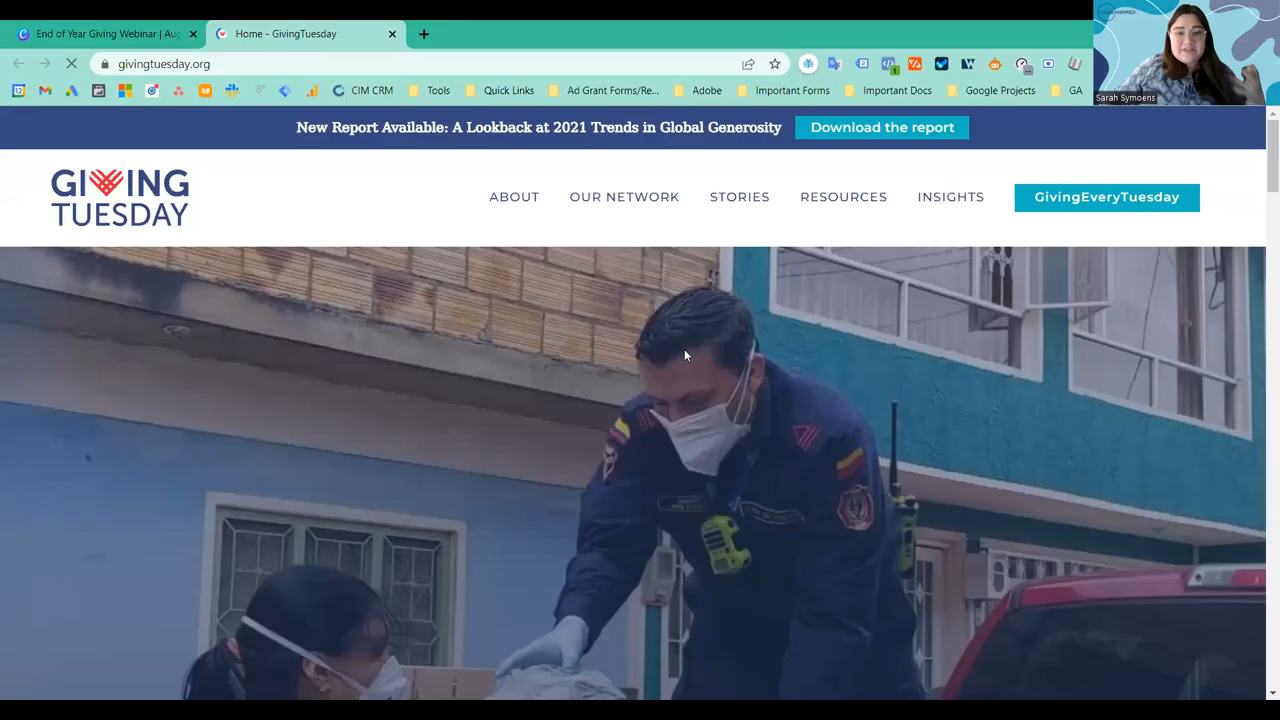 End of Year Giving Webinar | Aug
Home - GivingTuesday
givingtuesday.org
CIM CRM
Tools
Quick Links
Ad Grant Forms/Re...
Adobe
Important Forms
Important Docs
Google Projects
GA
Sarah Symoens
New Report Available: A Lookback at 2021 Trends in Global Generosity
Download the report
GIVING
TUESDAY
ABOUT
OUR NETWORK
STORIES
RESOURCES
INSIGHTS
GivingEveryTuesday